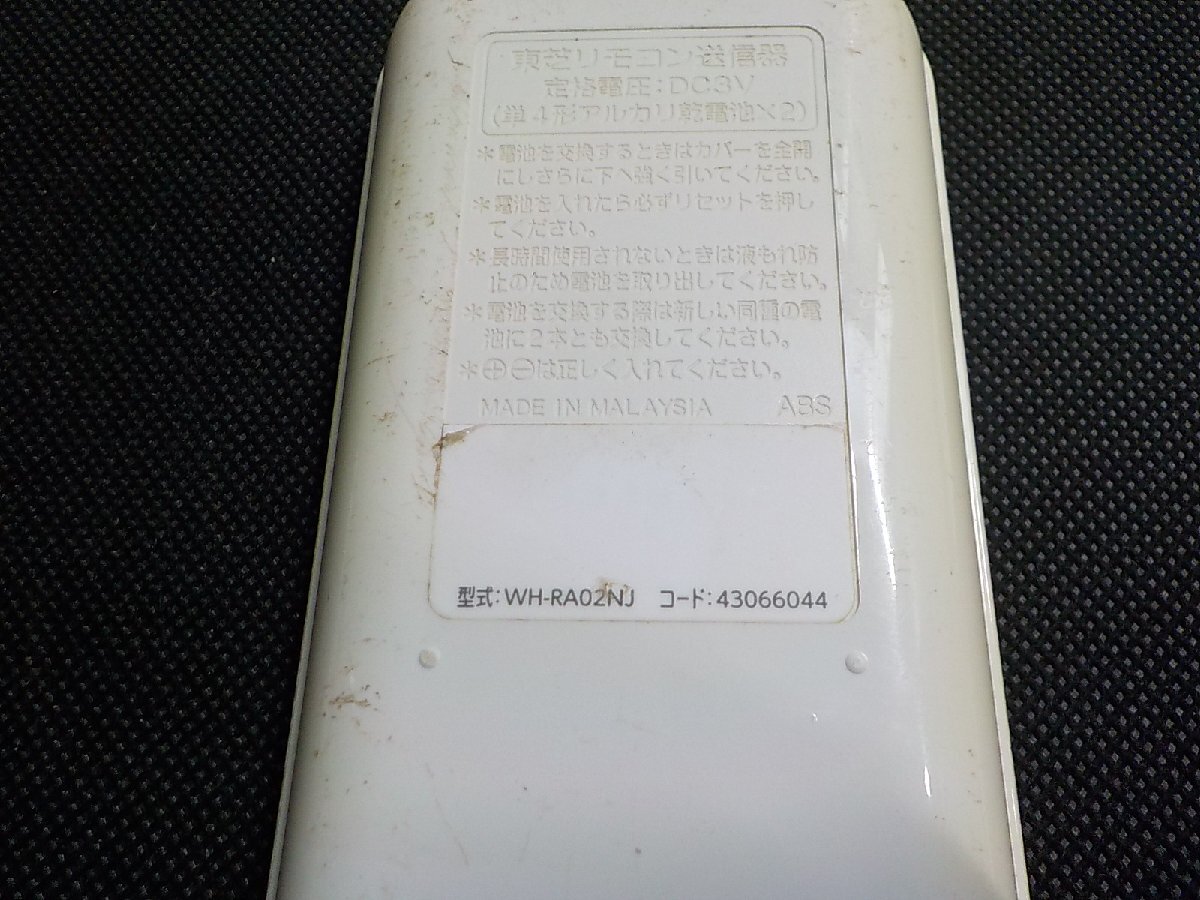 東芝リモコン送信器
定格電圧：DC3V
(単4形アルカリ乾電池×2)
＊電池を交換するときはカバーを全開
にしさらに下へ強く引いてください。
＊電池を入れたら必ずリセットを押し
てください。
＊長時間使用されないときは液もれ防
止のため電池を取り出してください。
＊電池を交換する際は新しい同種の電
池に2本とも交換してください。
＊⊕⊖は正しく入れてください。
MADE IN MALAYSIA ABS
型式：WH-RA02NJ コード：43066044